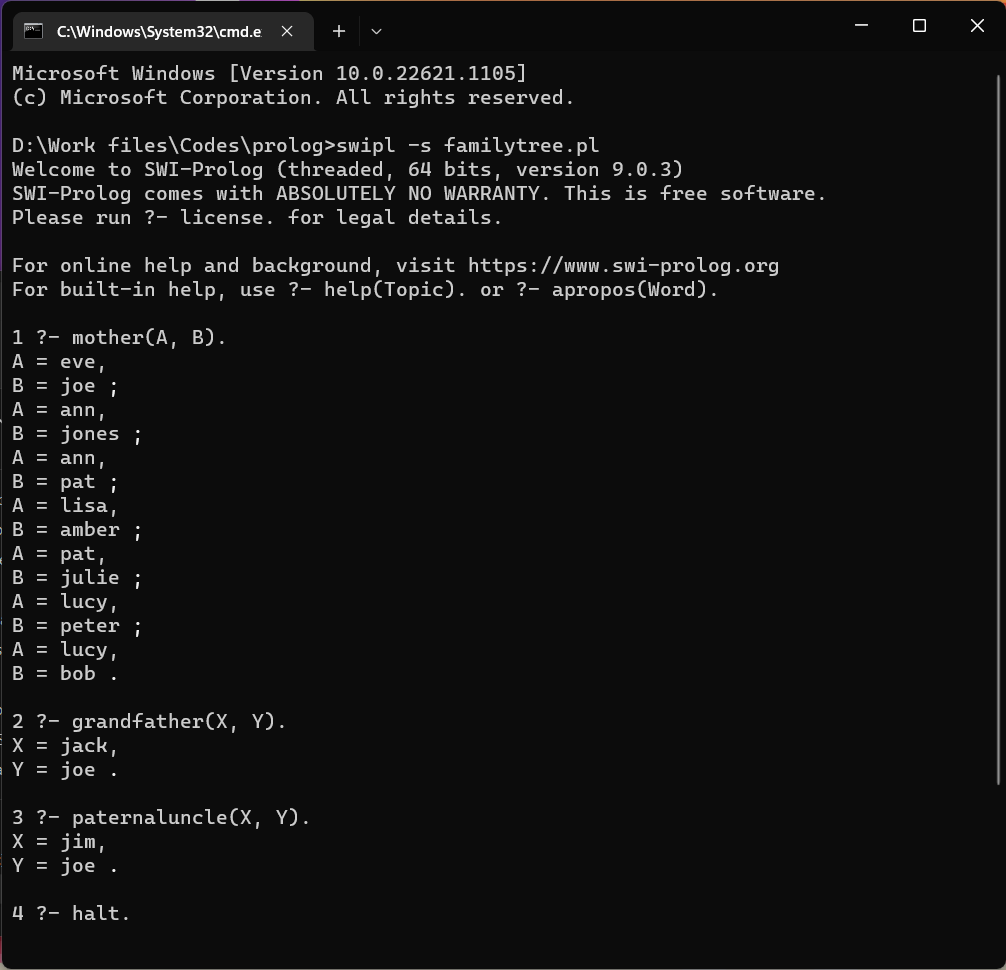 C:\Windows\System32\cmd.e
Microsoft Windows [Version 10.0.22621.1105]
(c) Microsoft Corporation. All rights reserved.
D:\Work files\Codes\prolog>swipl -s familytree.pl
Welcome to SWI-Prolog (threaded, 64 bits, version 9.0.3)
SWI-Prolog comes with ABSOLUTELY NO WARRANTY. This is free software.
Please run ?- license. for legal details.
For online help and background, visit https://www.swi-prolog.org
For built-in help, use ?- help(Topic). or ?- apropos(Word).
1 ?- mother(A, B).
A = eve,
B = joe ;
A = ann,
B = jones ;
A = ann,
B = pat ;
A = lisa,
B = amber ;
A = pat,
B = julie ;
A = lucy,
B = peter ;
A = lucy,
B = bob .
2 ?- grandfather(X, Y).
X = jack,
Y = joe .
3 ?- paternaluncle(X, Y).
X = jim,
Y = joe .
4 ?- halt.